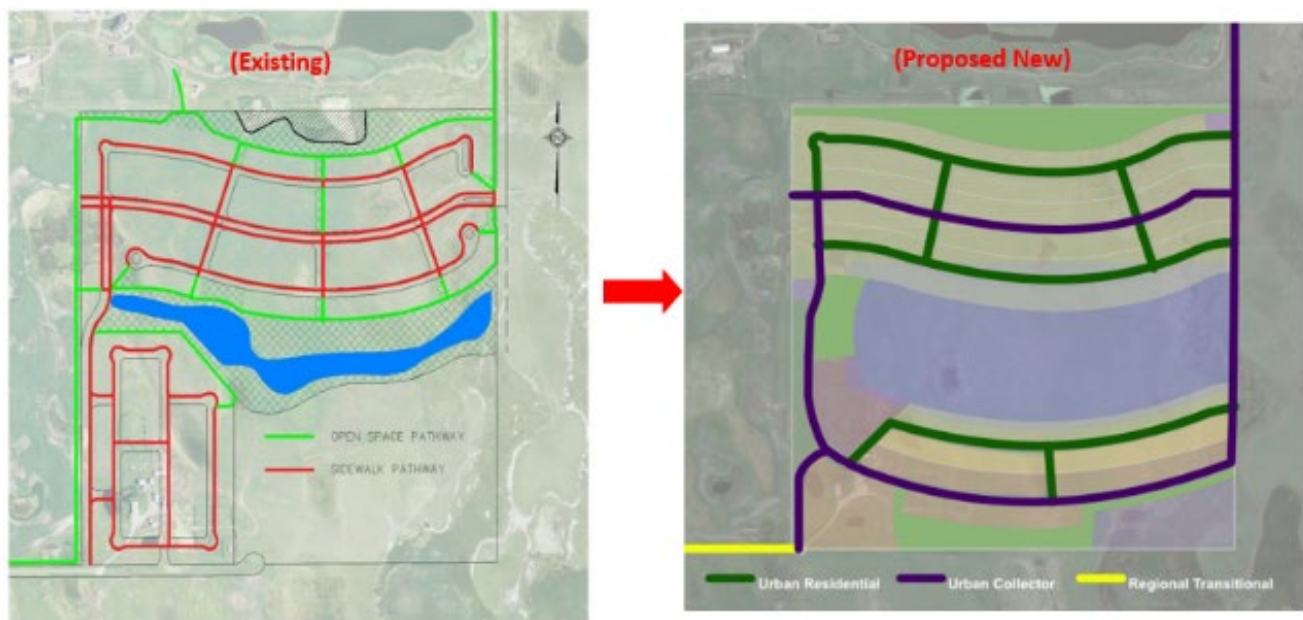 (Existing)
(Proposed New)
N
OPEN SPACE PATHWAY
SIDEWALK PATHWAY
Urban Residential
Urban Collector
Regional Transitional